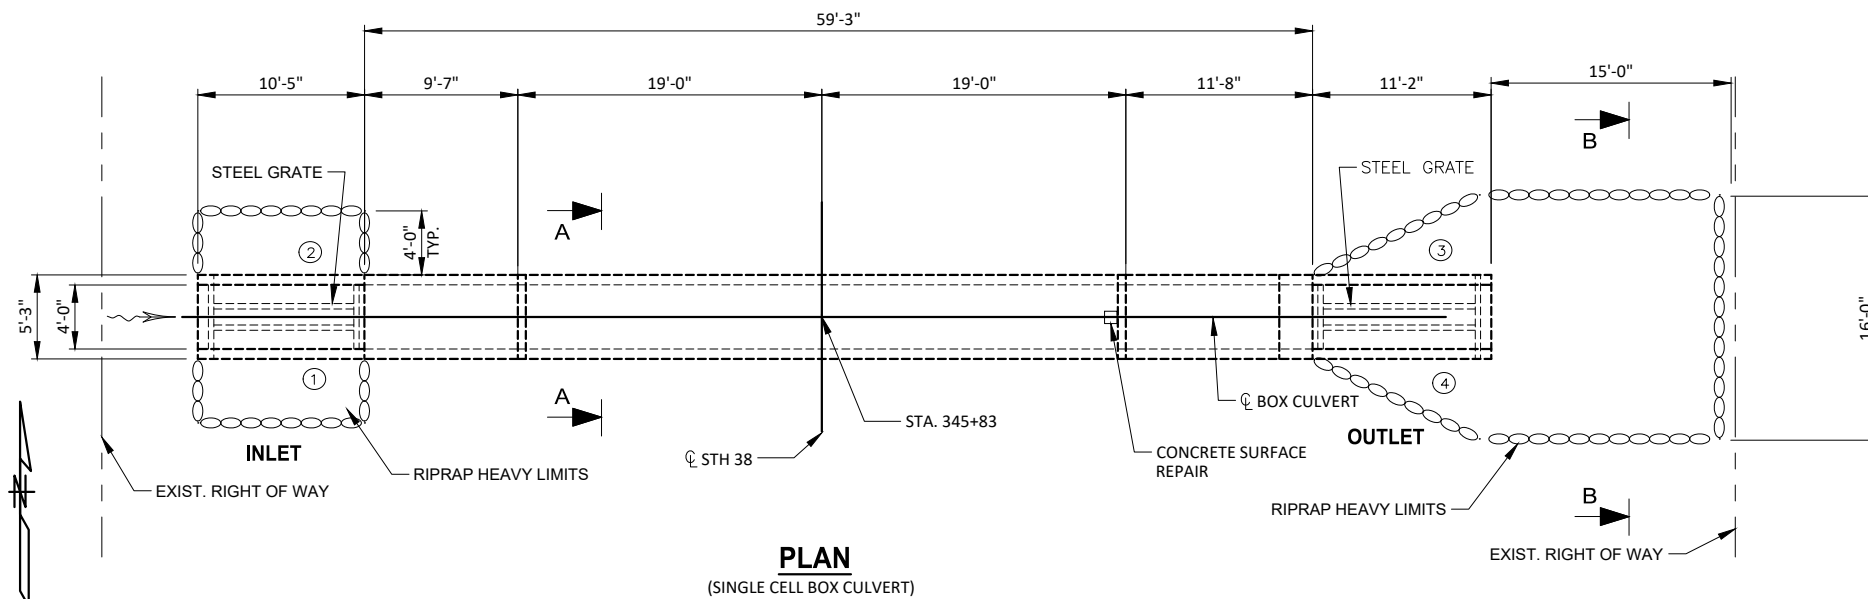 59'-3"
10'-5"
9'-7"
19'-0"
19'-0"
11'-8"
11'-2"
15'-0"
B
STEEL GRATE
STEEL GRATE
A
4'-0"
TYP.
2
3
5'-3"
4'-0"
16'-0"
1
4
A
℄ BOX CULVERT
STA. 345+83
INLET
OUTLET
℄ STH 38
CONCRETE SURFACE
REPAIR
RIPRAP HEAVY LIMITS
EXIST. RIGHT OF WAY
N
B
RIPRAP HEAVY LIMITS
EXIST. RIGHT OF WAY
PLAN
(SINGLE CELL BOX CULVERT)